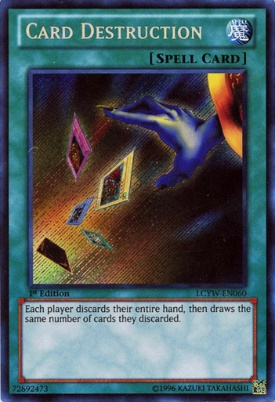 CARD DESTRUCTION
魔
[SPELL CARD]
1st Edition
LCYW-EN060
Each player discards their entire hand, then draws the
same number of cards they discarded.
72892473
©1996 KAZUKI TAKAHASHI